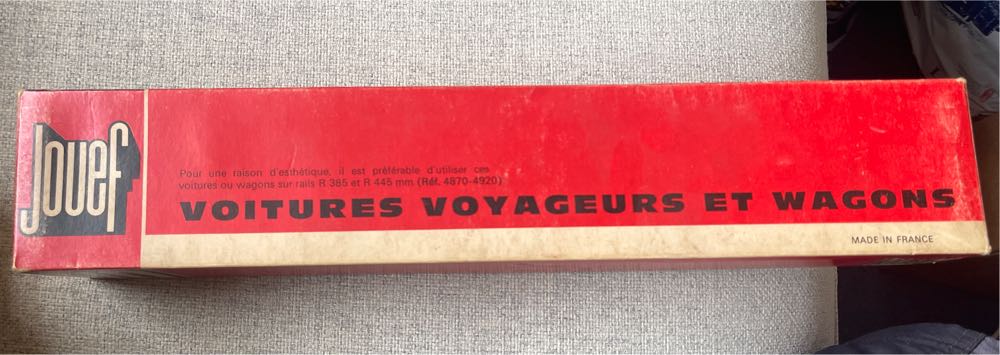 Jouef
Pour une raison d'esthétique, il est préférable d'utiliser ces
voitures ou wagons sur rails R 385 et R 445 mm (Réf. 4870-4920)
VOITURES VOYAGEURS ET WAGONS
MADE IN FRANCE